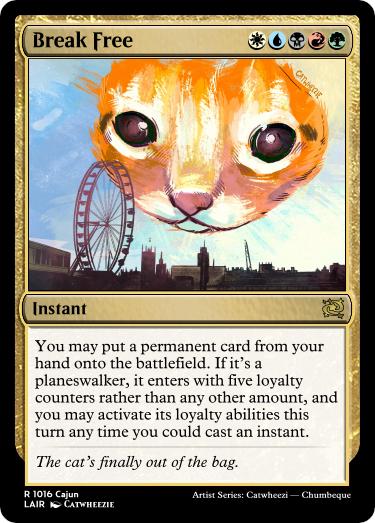 Break Free
CATWHEEZIE
Instant
You may put a permanent card from your
hand onto the battlefield. If it's a
planeswalker, it enters with five loyalty
counters rather than any other amount, and
you may activate its loyalty abilities this
turn any time you could cast an instant.
The cat's finally out of the bag.
R 1016 Cajun
LAIR CATWHEEZIE
Artist Series: Catwheezi — Chumbeque